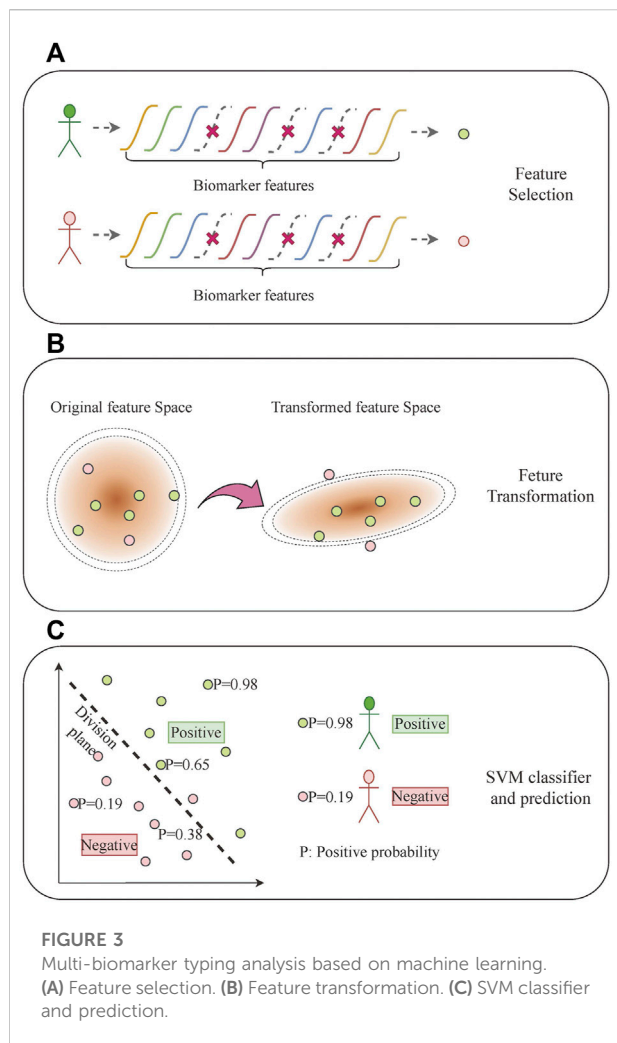 A
Biomarker features
Feature
Selection
Biomarker features
B
Original feature Space
Transformed feature Space
Feture
Transformation
C
P=0.98
Division
plane
Positive
P=0.65
P=0.19
P=0.38
Negative
P=0.98
Positive
P=0.19
Negative
P: Positive probability
SVM classifier
and prediction
FIGURE 3
Multi-biomarker typing analysis based on machine learning.
(A) Feature selection. (B) Feature transformation. (C) SVM classifier
and prediction.